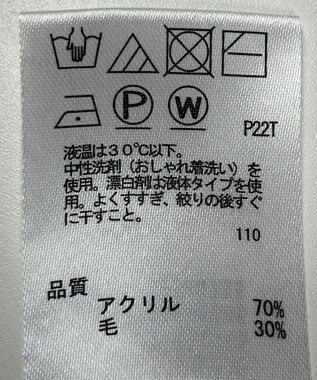 P W P22T
液温は30℃以下。
中性洗剤（おしゃれ着洗い）を
使用。漂白剤は液体タイプを使
用。よくすすぎ、絞りの後すぐ
に干すこと。
110
品質
アクリル 70%
毛 30%